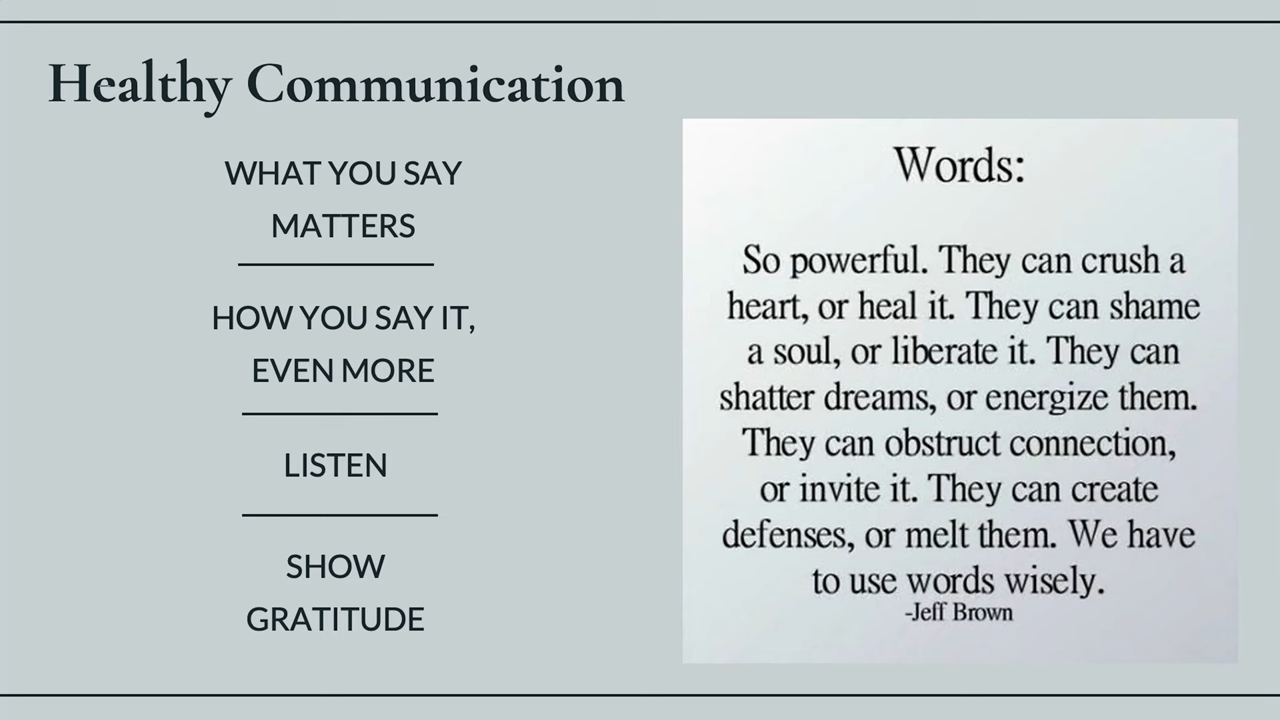 Healthy Communication
WHAT YOU SAY
MATTERS
HOW YOU SAY IT,
EVEN MORE
LISTEN
SHOW
GRATITUDE
Words:
So powerful. They can crush a
heart, or heal it. They can shame
a soul, or liberate it. They can
shatter dreams, or energize them.
They can obstruct connection,
or invite it. They can create
defenses, or melt them. We have
to use words wisely.
-Jeff Brown